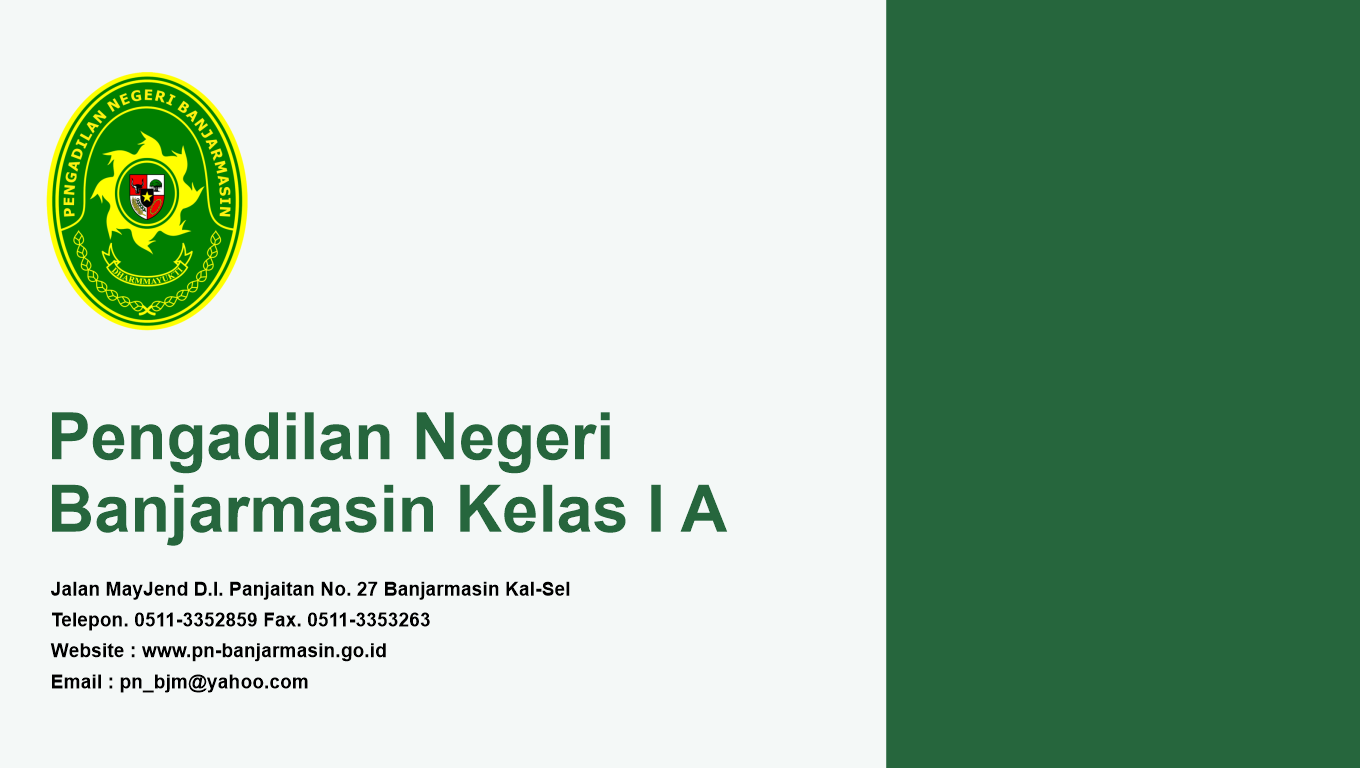 PENGADILAN NEGERI BANJARMASIN
DHARMMAYUKTI
Pengadilan Negeri
Banjarmasin Kelas I A
Jalan MayJend D.I. Panjaitan No. 27 Banjarmasin Kal-Sel
Telepon. 0511-3352859 Fax. 0511-3353263
Website : www.pn-banjarmasin.go.id
Email : pn_bjm@yahoo.com